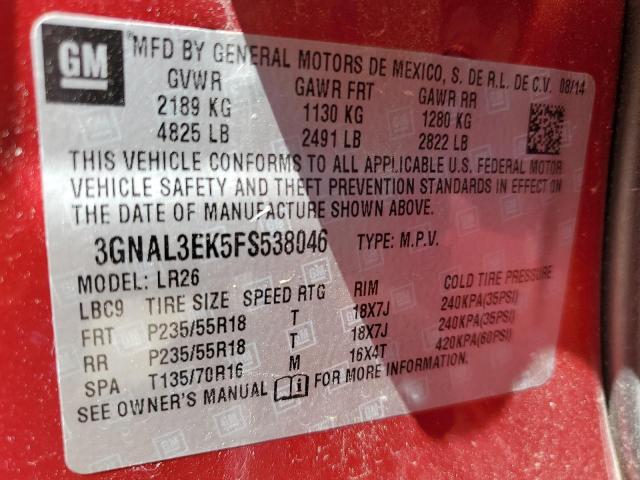 GM
*MFD BY GENERAL MOTORS DE MEXICO, S. DE R.L. DE C.V. 08/14
GVWR GAWR FRT GAWR RR
2189 KG 1130 KG 1280 KG
4825 LB 2491 LB 2822 LB
THIS VEHICLE CONFORMS TO ALL APPLICABLE U.S. FEDERAL MOTOR
VEHICLE SAFETY AND THEFT PREVENTION STANDARDS IN EFFECT ON
THE DATE OF MANUFACTURE SHOWN ABOVE.
3GNAL3EK5FS538046 TYPE: M.P.V.
MODEL: LR26
LBC9 TIRE SIZE SPEED RTG RIM COLD TIRE PRESSURE
FRT P235/55R18 T 18X7J 240KPA(35PSI)
RR P235/55R18 T 18X7J 240KPA(35PSI)
SPA T135/70R16 M 16X4T 420KPA(60PSI)
SEE OWNER'S MANUAL FOR MORE INFORMATION.